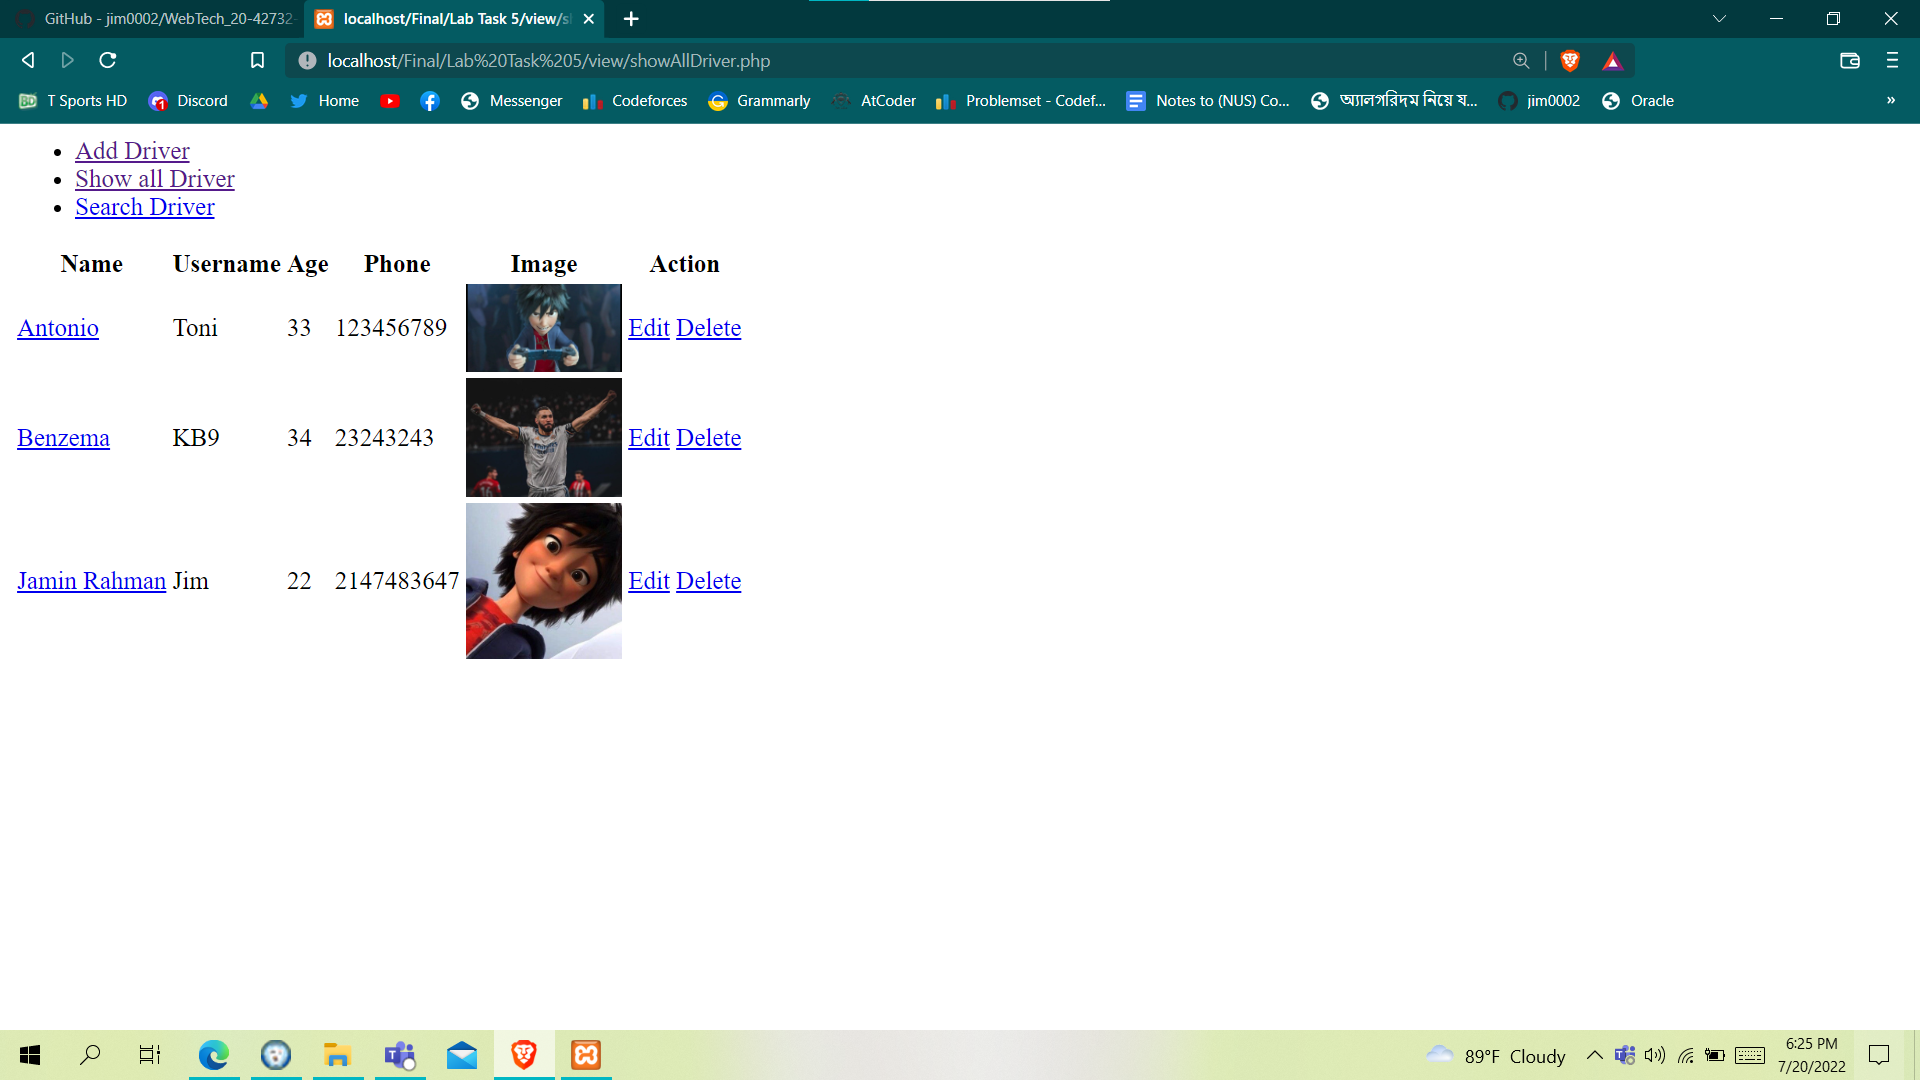 GitHub - jim0002/WebTech_20-42732-
localhost/Final/Lab Task 5/view/s
localhost/Final/Lab%20Task%205/view/showAllDriver.php
T Sports HD
Discord
Home
Messenger
Codeforces
Grammarly
AtCoder
Problemset - Codef...
Notes to (NUS) Co...
অ্যালগরিদম নিয়ে য...
jim0002
Oracle
»
Add Driver
Show all Driver
Search Driver
Name Username Age Phone Image Action
Antonio Toni 33 123456789 Edit Delete
Benzema KB9 34 23243243 Edit Delete
Jamin Rahman Jim 22 2147483647 Edit Delete
89°F Cloudy
6:25 PM
7/20/2022